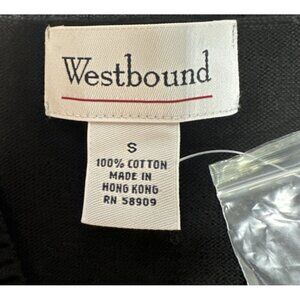 Westbound
S
100% COTTON
MADE IN
HONG KONG
RN 58909